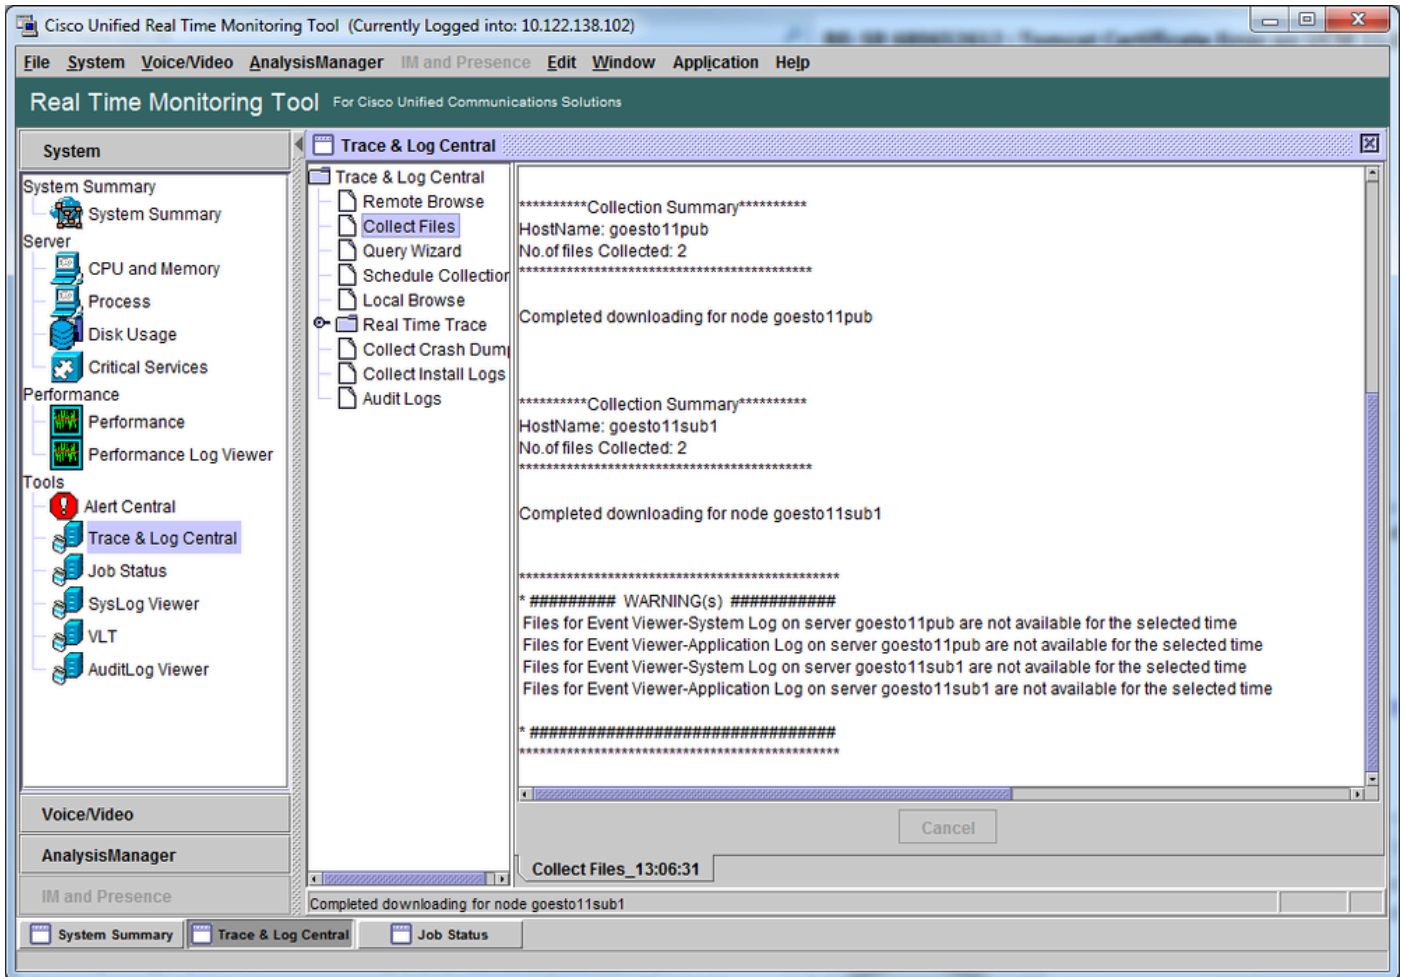 Cisco Unified Real Time Monitoring Tool (Currently Logged into: 10.122.138.102)
File System Voice/Video AnalysisManager IM and Presence Edit Window Application Help
Real Time Monitoring Tool For Cisco Unified Communications Solutions
System
System Summary
System Summary
Server
CPU and Memory
Process
Disk Usage
Critical Services
Performance
Performance
Performance Log Viewer
Tools
Alert Central
Trace & Log Central
Job Status
SysLog Viewer
VLT
AuditLog Viewer
Voice/Video
AnalysisManager
IM and Presence
Trace & Log Central
Trace & Log Central
Remote Browse
Collect Files
Query Wizard
Schedule Collection
Local Browse
Real Time Trace
Collect Crash Dum
Collect Install Logs
Audit Logs
**********Collection Summary**********
HostName: goesto11pub
No.of files Collected: 2
*******************************************
Completed downloading for node goesto11pub
**********Collection Summary**********
HostName: goesto11sub1
No.of files Collected: 2
*******************************************
Completed downloading for node goesto11sub1
***********************************************
* ######### WARNING(s) ###########
Files for Event Viewer-System Log on server goesto11pub are not available for the selected time
Files for Event Viewer-Application Log on server goesto11pub are not available for the selected time
Files for Event Viewer-System Log on server goesto11sub1 are not available for the selected time
Files for Event Viewer-Application Log on server goesto11sub1 are not available for the selected time
* ################################
***********************************************
Cancel
Collect Files_13:06:31
Completed downloading for node goesto11sub1
System Summary Trace & Log Central Job Status